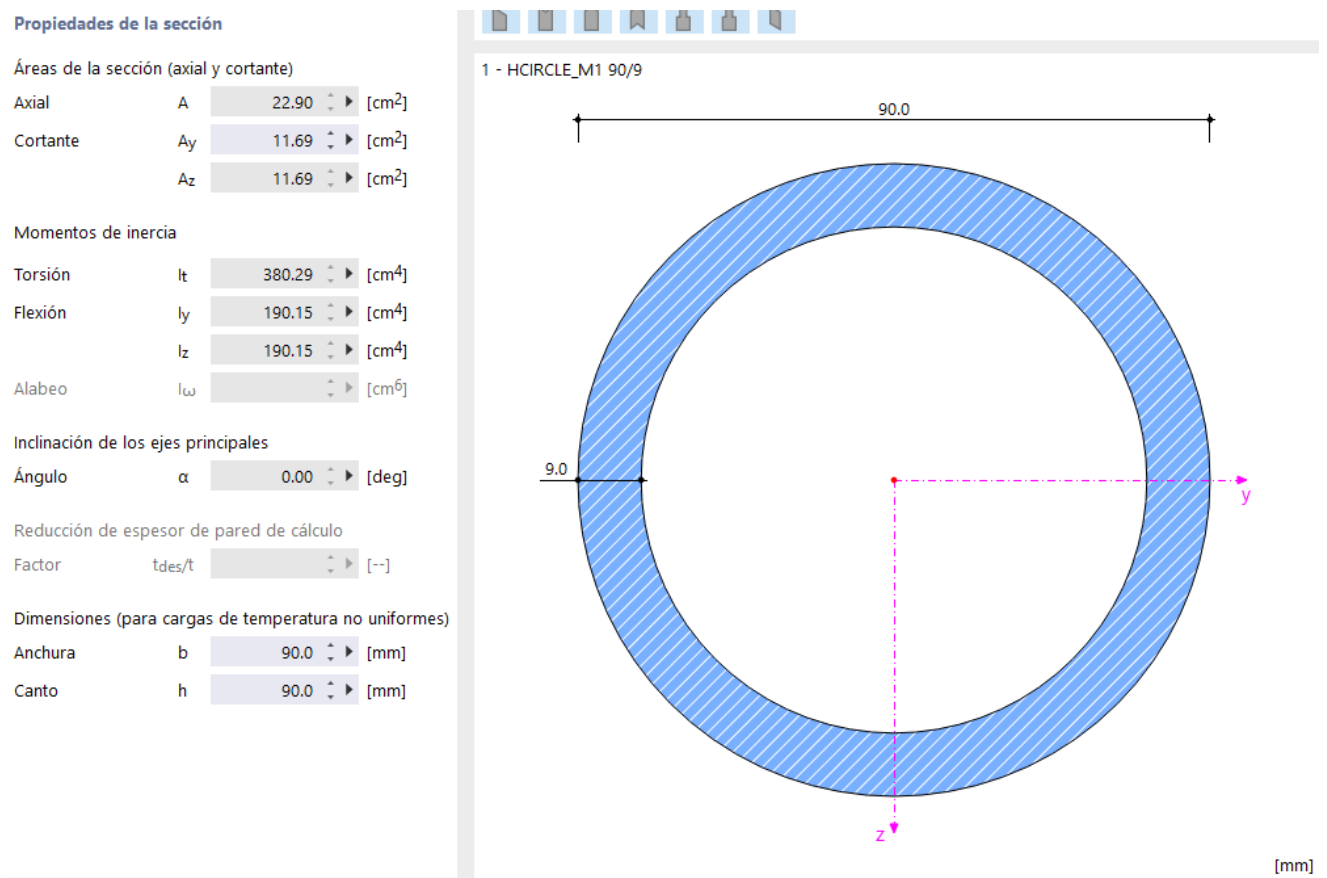 Propiedades de la sección
Áreas de la sección (axial y cortante)
Axial A 22.90 [cm2]
Cortante Ay 11.69 [cm2]
Az 11.69 [cm2]
Momentos de inercia
Torsión It 380.29 [cm4]
Flexión Iy 190.15 [cm4]
Iz 190.15 [cm4]
Alabeo Iω [cm6]
Inclinación de los ejes principales
Ángulo α 0.00 [deg]
Reducción de espesor de pared de cálculo
Factor tdes/t [--]
Dimensiones (para cargas de temperatura no uniformes)
Anchura b 90.0 [mm]
Canto h 90.0 [mm]
1 - HCIRCLE_M1 90/9
90.0
9.0
y
z
[mm]